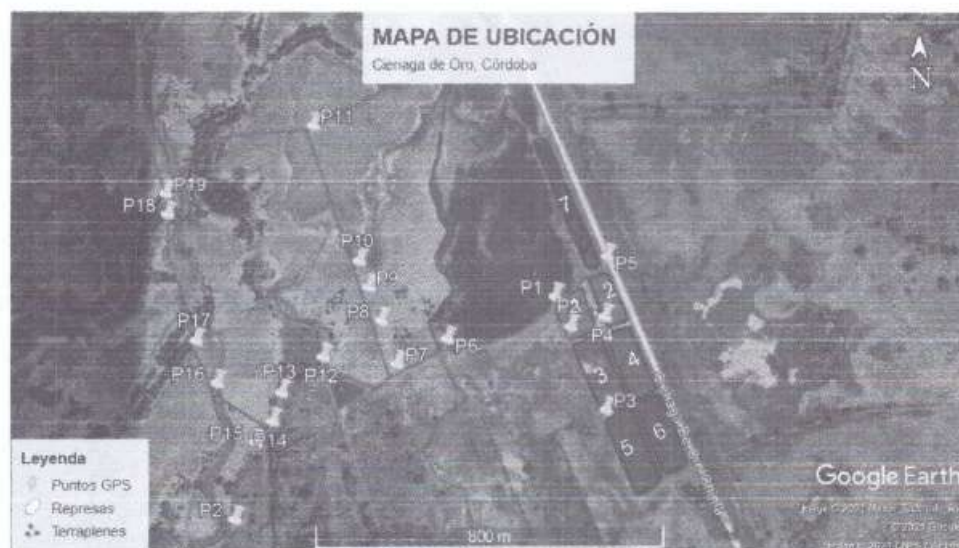 MAPA DE UBICACIÓN
Cienaga de Oro, Córdoba
N
P11
P19
P18
1
P10
P5
P9
P1
2
P8
P2
P4
P17
P6
P7
4
P12
P16
P13
3
P3
P15
P14
5
6
Leyenda
Puntos GPS
Represas
Terraplenes
P2
800 m
Google Earth